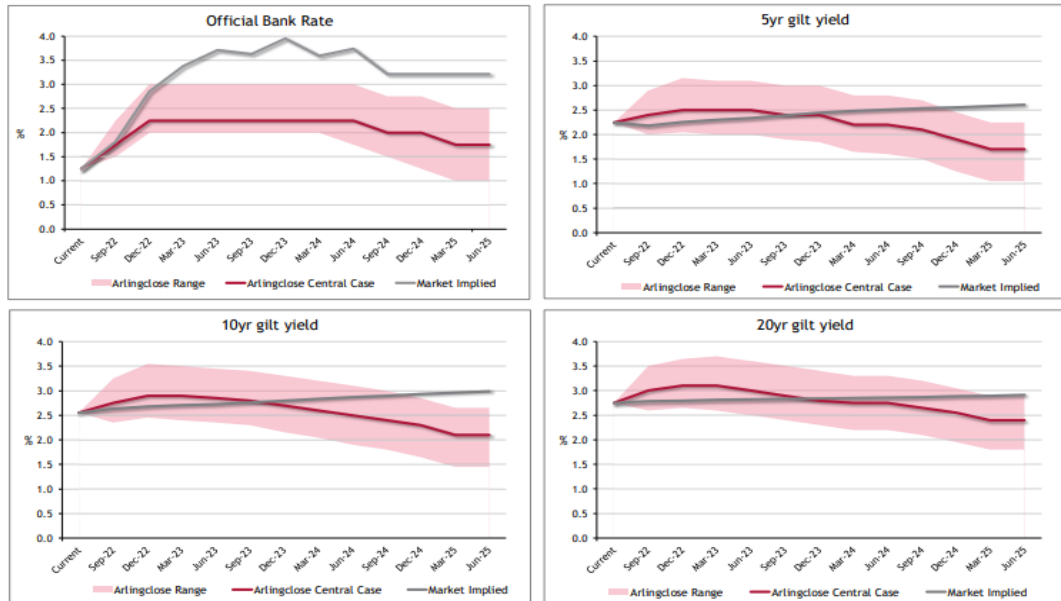 Official Bank Rate
4.0
3.5
3.0
2.5
2.0
1.5
1.0
0.5
0.0
%
Current
Sep-22
Dec-22
Mar-23
Jun-23
Sep-23
Dec-23
Mar-24
Jun-24
Sep-24
Dec-24
Mar-25
Jun-25
Arlingclose Range
Arlingclose Central Case
Market Implied
5yr gilt yield
4.0
3.5
3.0
2.5
2.0
1.5
1.0
0.5
0.0
%
Current
Sep-22
Dec-22
Mar-23
Jun-23
Sep-23
Dec-23
Mar-24
Jun-24
Sep-24
Dec-24
Mar-25
Jun-25
Arlingclose Range
Arlingclose Central Case
Market Implied
10yr gilt yield
4.0
3.5
3.0
2.5
2.0
1.5
1.0
0.5
0.0
%
Current
Sep-22
Dec-22
Mar-23
Jun-23
Sep-23
Dec-23
Mar-24
Jun-24
Sep-24
Dec-24
Mar-25
Jun-25
Arlingclose Range
Arlingclose Central Case
Market Implied
20yr gilt yield
4.0
3.5
3.0
2.5
2.0
1.5
1.0
0.5
0.0
%
Current
Sep-22
Dec-22
Mar-23
Jun-23
Sep-23
Dec-23
Mar-24
Jun-24
Sep-24
Dec-24
Mar-25
Jun-25
Arlingclose Range
Arlingclose Central Case
Market Implied